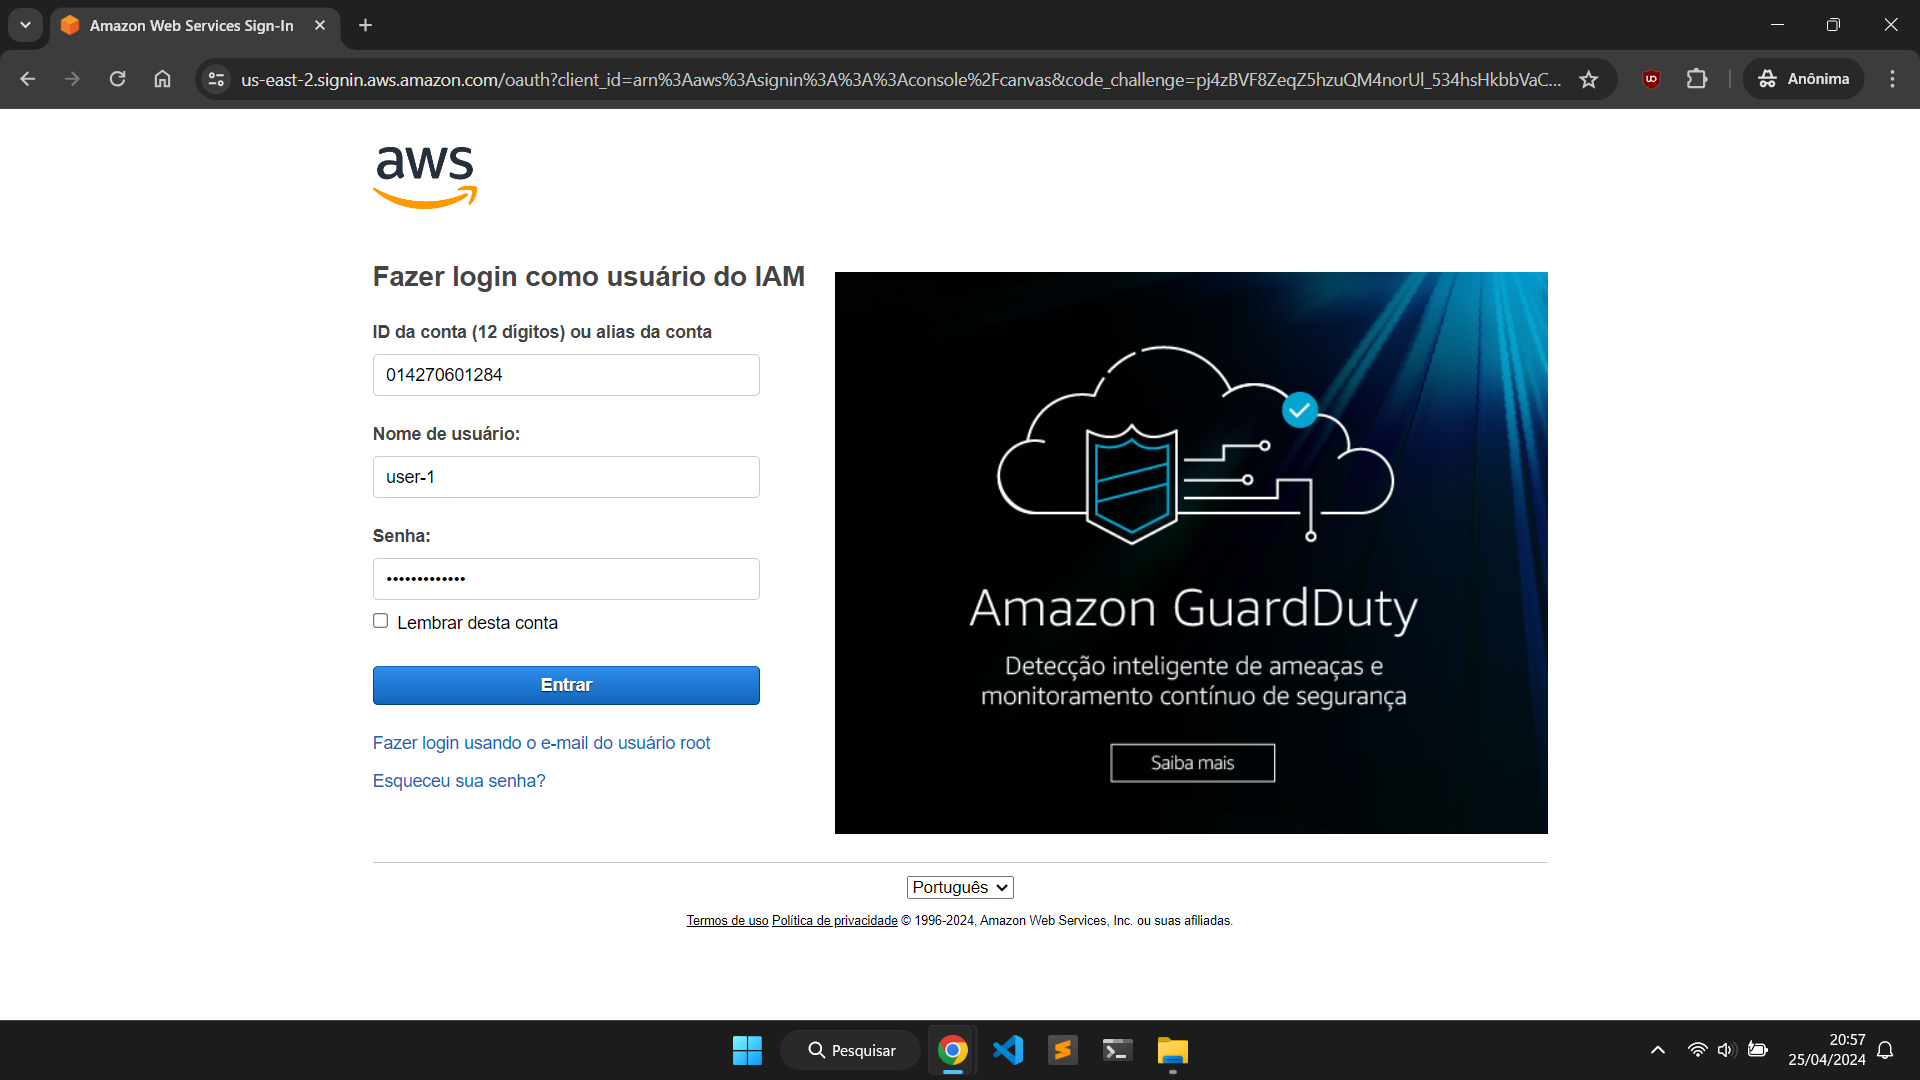 Amazon Web Services Sign-In
us-east-2.signin.aws.amazon.com/oauth?client_id=arn%3Aaws%3Asignin%3A%3A%3Aconsole%2Fcanvas&code_challenge=pj4zBVF8ZeqZ5hzuQM4norUl_534hsHkbbVaC...
Anônima
aws
Fazer login como usuário do IAM
ID da conta (12 dígitos) ou alias da conta
014270601284
Nome de usuário:
user-1
Senha:
•••••••••••••
Lembrar desta conta
Entrar
Fazer login usando o e-mail do usuário root
Esqueceu sua senha?
Amazon GuardDuty
Detecção inteligente de ameaças e
monitoramento contínuo de segurança
Saiba mais
Português
Termos de uso Política de privacidade © 1996-2024, Amazon Web Services, Inc. ou suas afiliadas.
Pesquisar
20:57
25/04/2024